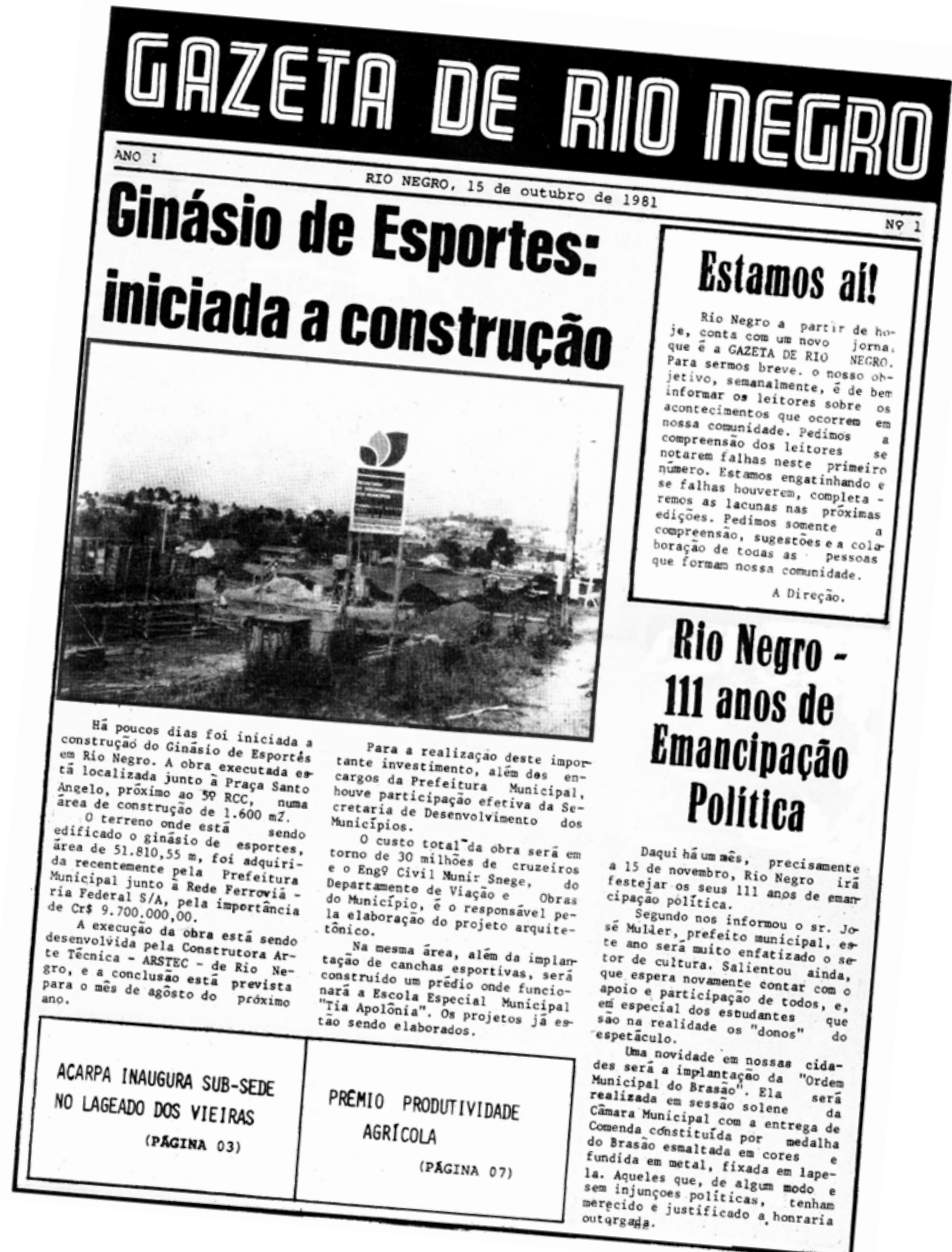 GAZETA DE RIO NEGRO
ANO 1
RIO NEGRO, 15 de outubro de 1981
Nº 1
Ginásio de Esportes:
iniciada a construção
Há poucos dias foi iniciada a
construção do Ginásio de Esportes
em Rio Negro. A obra executada es-
tá localizada junto à Praça Santo
Angelo, próximo ao 5º RCC, numa
área de construção de 1.600 m2.
O terreno onde está sendo
edificado o ginásio de esportes,
área de 51.810,55 m, foi adquiri-
da recentemente pela Prefeitura
Municipal junto à Rede Ferroviá -
ria Federal S/A, pela importância
de Cr$ 9.700.000,00.
A execução da obra está sendo
desenvolvida pela Construtora Ar-
te Técnica - ARSTEC - de Rio Ne-
gro, e a conclusão está prevista
para o mês de agôsto do próximo
ano.
Para a realização deste impor-
tante investimento, além dos en-
cargos da Prefeitura Municipal,
houve participação efetiva da Se-
cretaria de Desenvolvimento dos
Municípios.
O custo total da obra será em
torno de 30 milhões de cruzeiros
e o Engº Civil Munir Snege, do
Departamento de Viação e Obras
do Município, é o responsável pe-
la elaboração do projeto arquite-
tônico.
Na mesma área, além da implan-
tação de canchas esportivas, será
construído um prédio onde funcio-
nará a Escola Especial Municipal
"Tia Apolônia". Os projetos já es-
tão sendo elaborados.
ACARPA INAUGURA SUB-SEDE
NO LAGEADO DOS VIEIRAS
(PÁGINA 03)
PRÊMIO PRODUTIVIDADE
AGRÍCOLA
(PÁGINA 07)
Estamos aí!
Rio Negro a partir de ho-
je, conta com um novo jorna,
que é a GAZETA DE RIO NEGRO.
Para sermos breve. o nosso ob-
jetivo, semanalmente, é de bem
informar os leitores sobre os
acontecimentos que ocorrem em
nossa comunidade. Pedimos a
compreensão dos leitores se
notarem falhas neste primeiro
número. Estamos engatinhando e
se falhas houverem, completa -
remos as lacunas nas próximas
edições. Pedimos somente a
compreensão, sugestões e a cola-
boração de todas as pessoas
que formam nossa comunidade.
A Direção.
Rio Negro -
111 anos de
Emancipação
Política
Daqui há um mês, precisamente
a 15 de novembro, Rio Negro irá
festejar os seus 111 anos de eman-
cipação política.
Segundo nos informou o sr. Jo-
sé Muller, prefeito municipal, es-
te ano será muito enfatizado o se-
tor de cultura. Salientou ainda,
que espera novamente contar com o
apoio e participação de todos, e,
em especial dos estudantes que
são na realidade os "donos" do
espetáculo.
Uma novidade em nossas cida-
des será a implantação da "Ordem
Municipal do Brasão". Ela será
realizada em sessão solene da
Câmara Municipal com a entrega de
Comenda constituída por medalha
do Brasão esmaltada em cores e
fundida em metal, fixada em lape-
la. Aqueles que, de algum modo e
sem injunções políticas, tenham
merecido e justificado a honraria
outorgada.